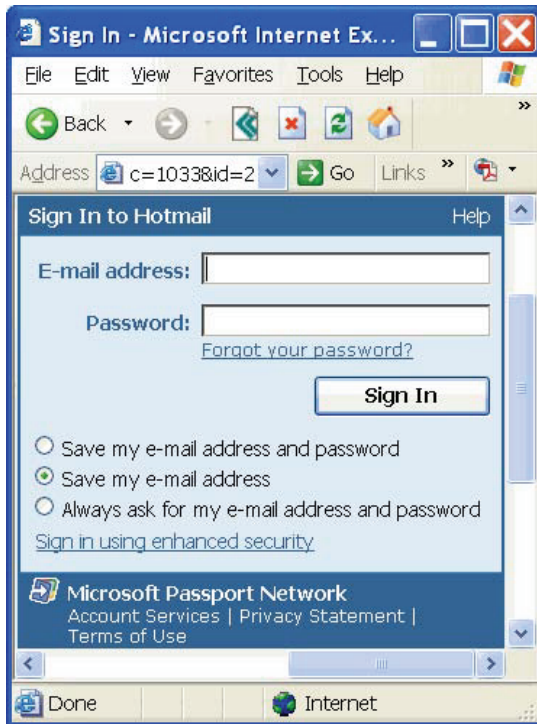 Sign In - Microsoft Internet Ex...
File Edit View Favorites Tools Help
Back »
Address c=1033&id=2 Go Links »
Sign In to Hotmail Help
E-mail address:
Password:
Forgot your password?
Sign In
Save my e-mail address and password
Save my e-mail address
Always ask for my e-mail address and password
Sign in using enhanced security
Microsoft Passport Network
Account Services | Privacy Statement |
Terms of Use
Done Internet